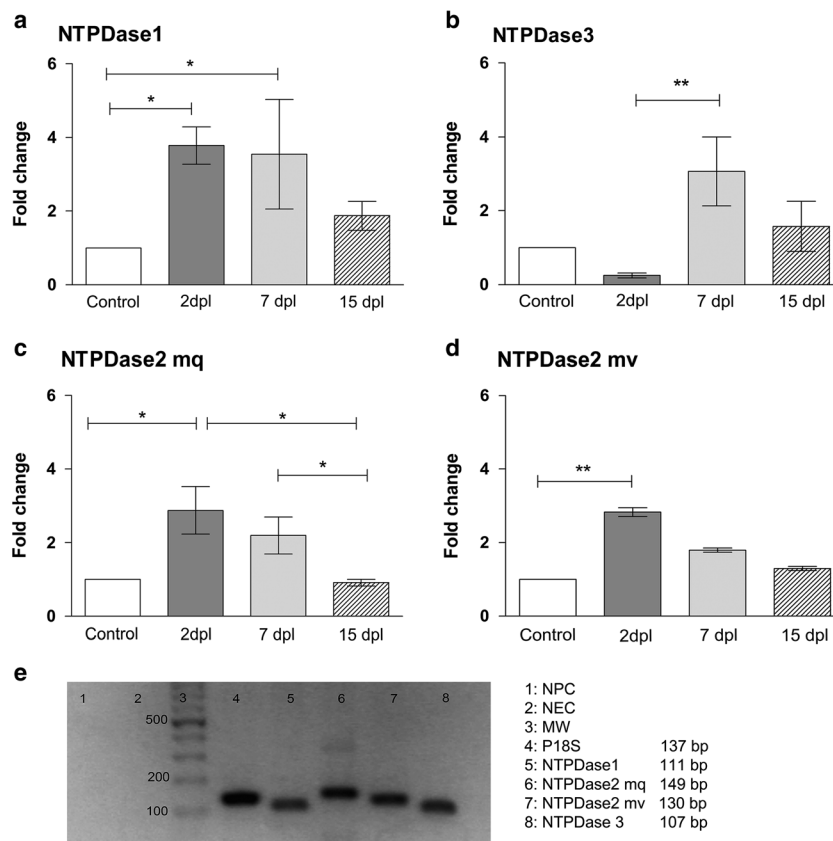 a
NTPDase1
Fold change
6
4
2
0
*
*
Control 2dpl 7 dpl 15 dpl
b
NTPDase3
Fold change
6
4
2
0
**
Control 2dpl 7 dpl 15 dpl
c
NTPDase2 mq
Fold change
6
4
2
0
* *
*
Control 2dpl 7 dpl 15 dpl
d
NTPDase2 mv
Fold change
6
4
2
0
**
Control 2dpl 7 dpl 15 dpl
e
1 2 3 4 5 6 7 8
500
200
100
1: NPC
2: NEC
3: MW
4: P18S 137 bp
5: NTPDase1 111 bp
6: NTPDase2 mq 149 bp
7: NTPDase2 mv 130 bp
8: NTPDase 3 107 bp